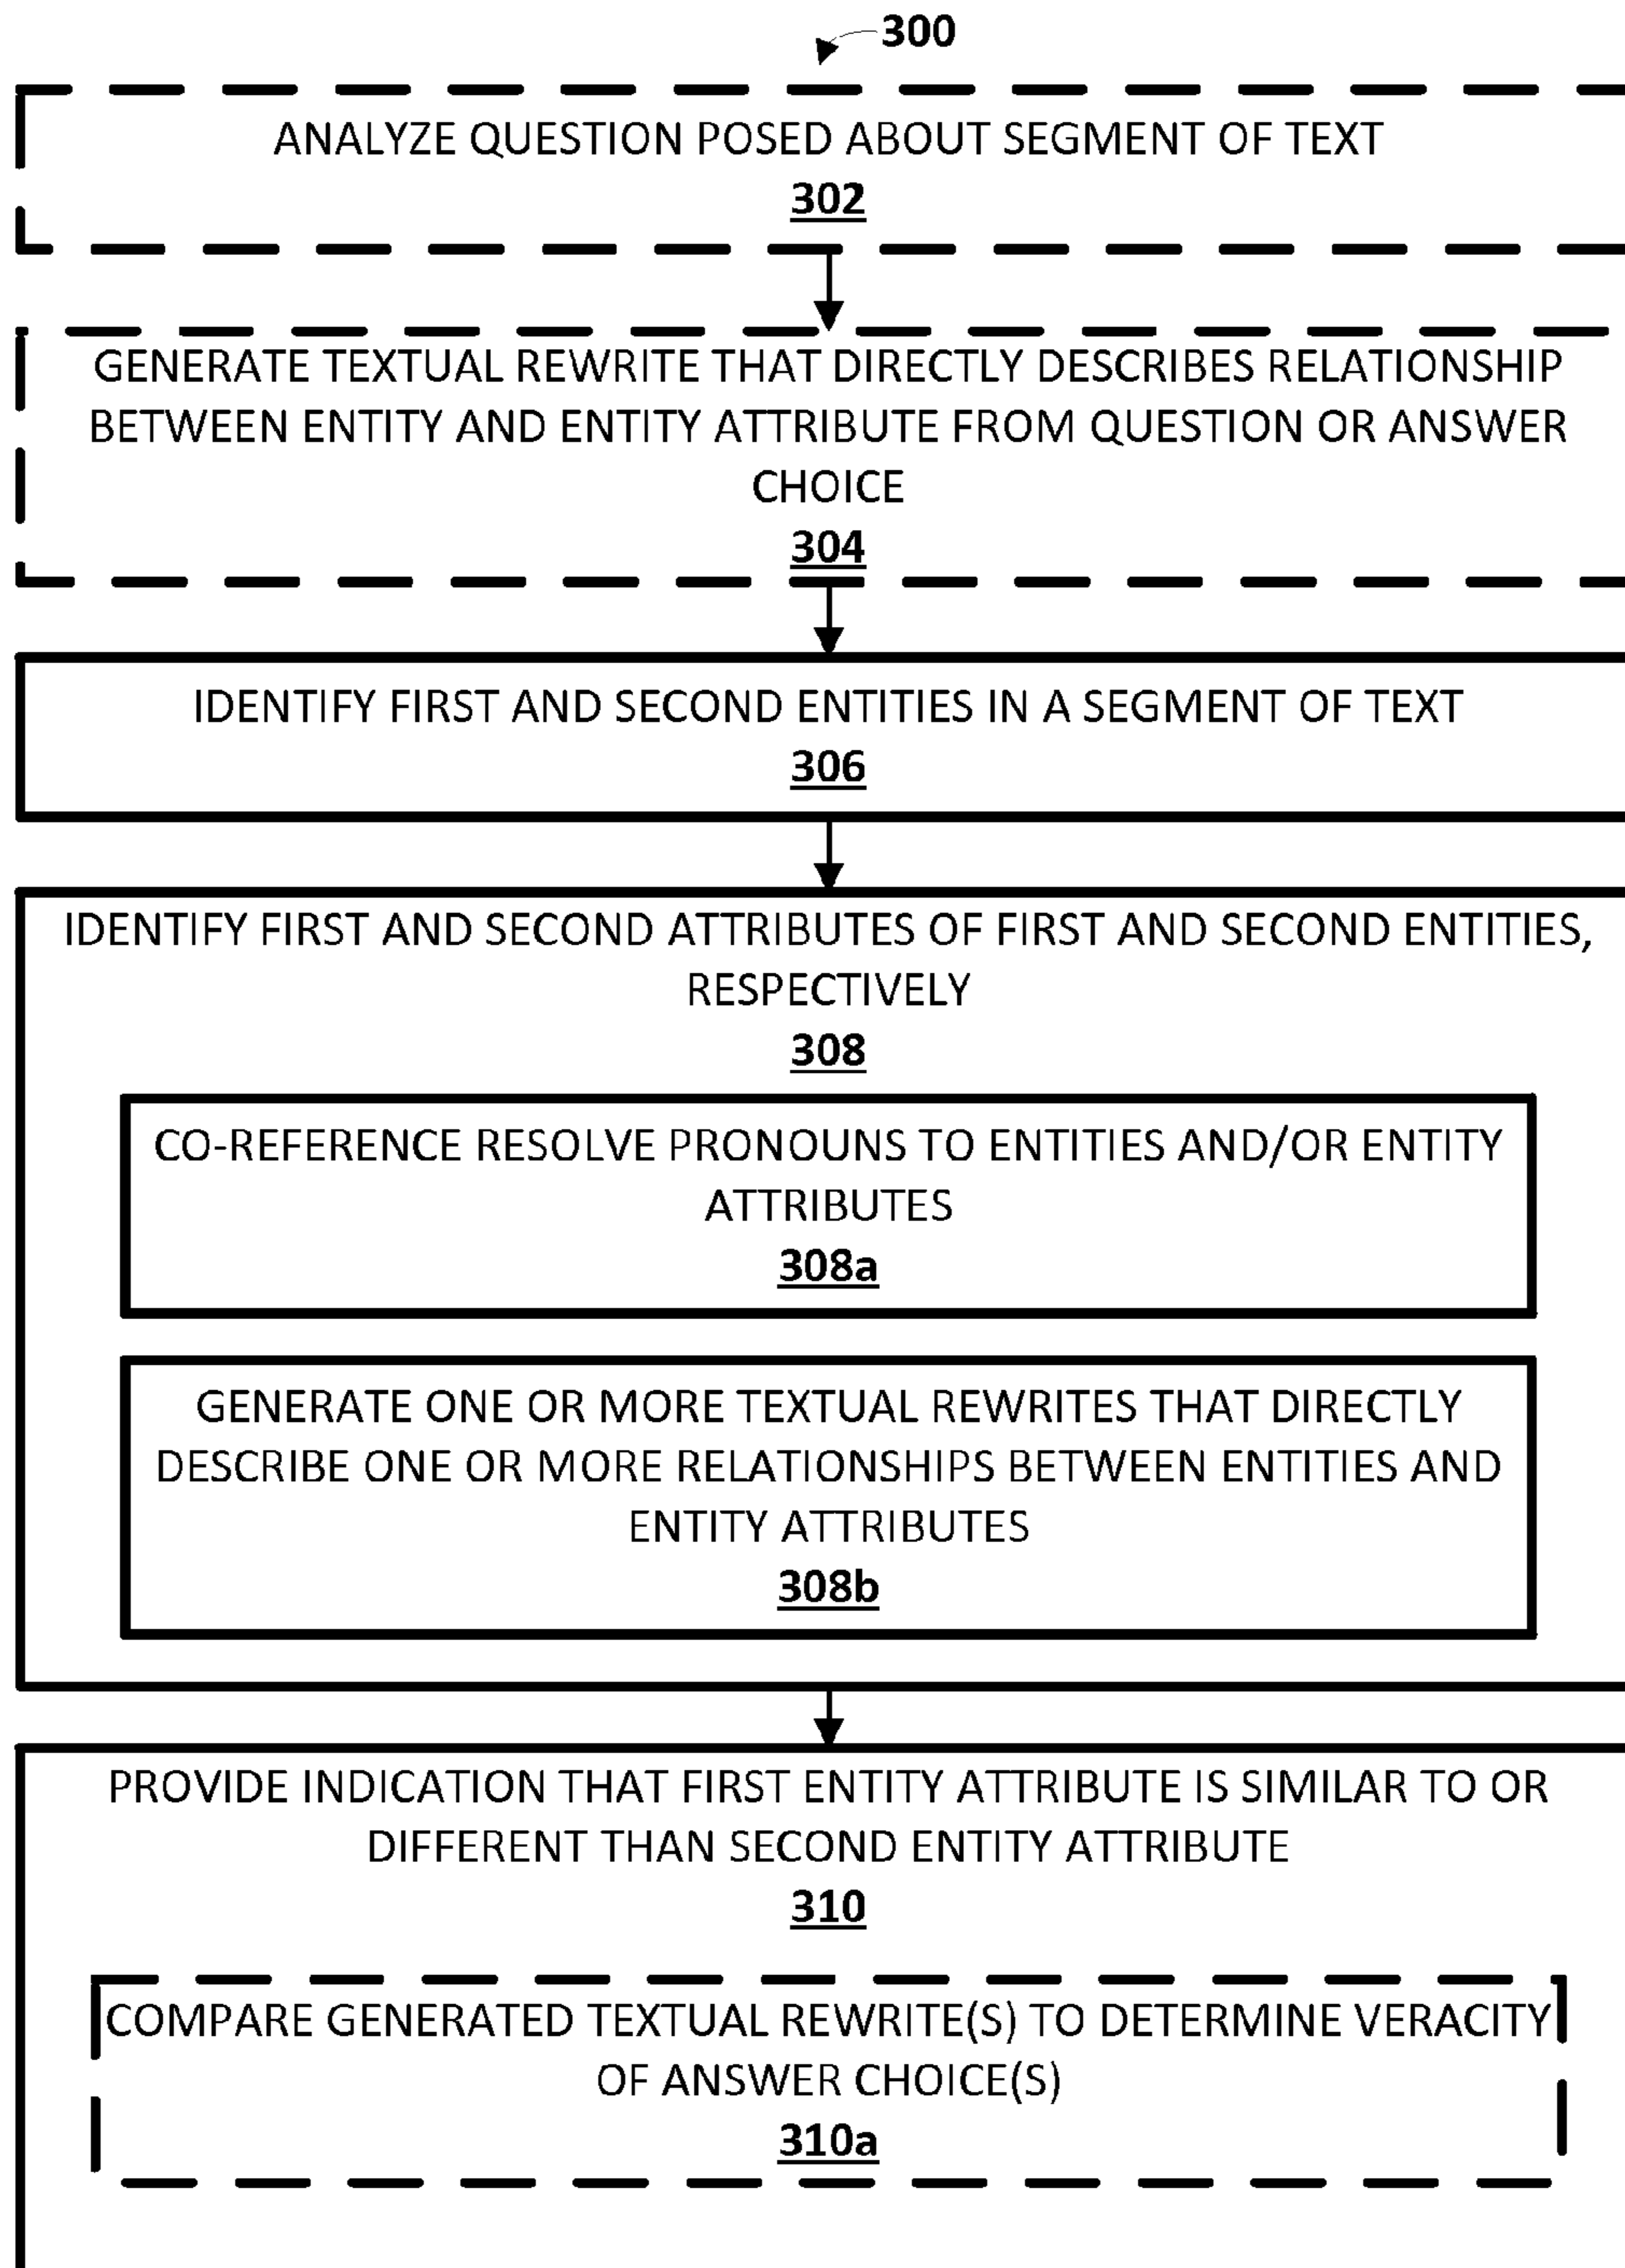 300
ANALYZE QUESTION POSED ABOUT SEGMENT OF TEXT
302
GENERATE TEXTUAL REWRITE THAT DIRECTLY DESCRIBES RELATIONSHIP
BETWEEN ENTITY AND ENTITY ATTRIBUTE FROM QUESTION OR ANSWER
CHOICE
304
IDENTIFY FIRST AND SECOND ENTITIES IN A SEGMENT OF TEXT
306
IDENTIFY FIRST AND SECOND ATTRIBUTES OF FIRST AND SECOND ENTITIES,
RESPECTIVELY
308
CO-REFERENCE RESOLVE PRONOUNS TO ENTITIES AND/OR ENTITY
ATTRIBUTES
308a
GENERATE ONE OR MORE TEXTUAL REWRITES THAT DIRECTLY
DESCRIBE ONE OR MORE RELATIONSHIPS BETWEEN ENTITIES AND
ENTITY ATTRIBUTES
308b
PROVIDE INDICATION THAT FIRST ENTITY ATTRIBUTE IS SIMILAR TO OR
DIFFERENT THAN SECOND ENTITY ATTRIBUTE
310
COMPARE GENERATED TEXTUAL REWRITE(S) TO DETERMINE VERACITY
OF ANSWER CHOICE(S)
310a